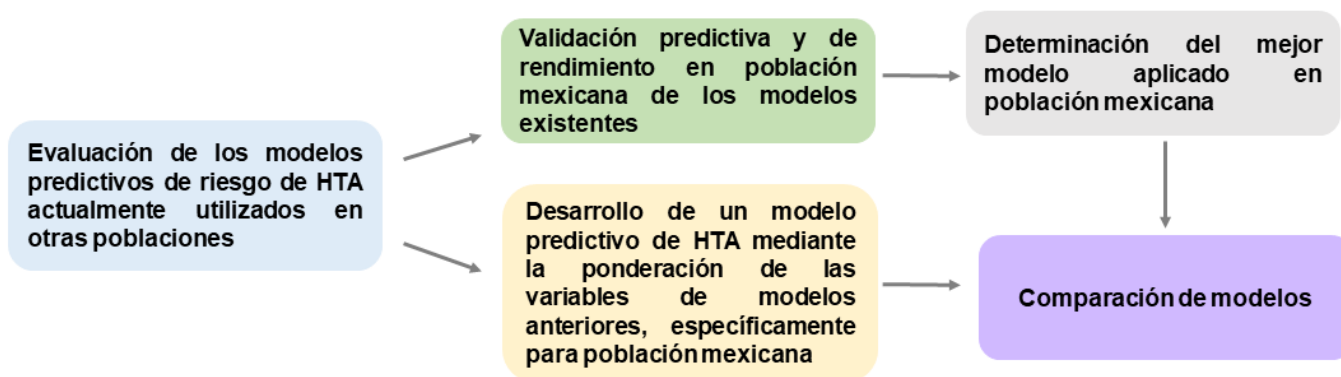 Evaluación de los modelos
predictivos de riesgo de HTA
actualmente utilizados en
otras poblaciones
Validación predictiva y de
rendimiento en población
mexicana de los modelos
existentes
Determinación del mejor
modelo aplicado en
población mexicana
Desarrollo de un modelo
predictivo de HTA mediante
la ponderación de las
variables de modelos
anteriores, específicamente
para población mexicana
Comparación de modelos